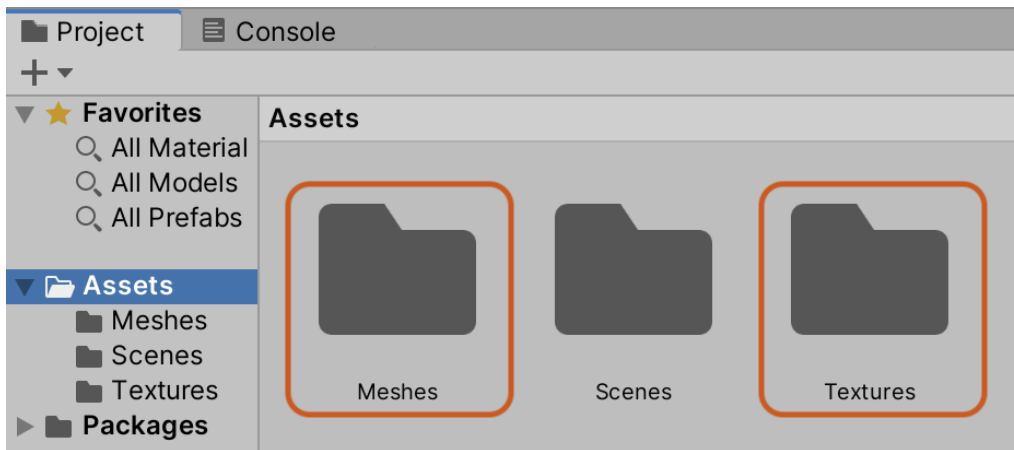 Project
Console
Favorites
All Material
All Models
All Prefabs
Assets
Meshes
Scenes
Textures
Packages
Assets
Meshes
Scenes
Textures